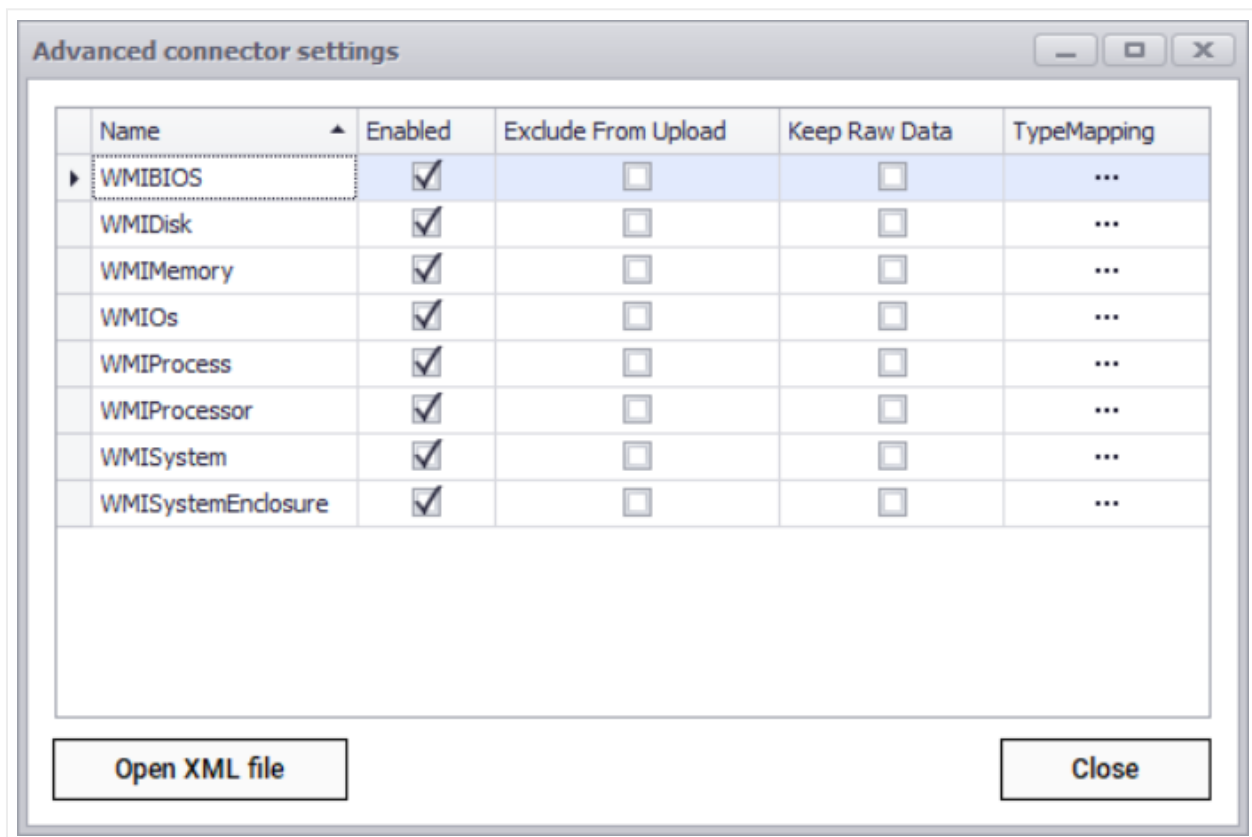 Advanced connector settings
Name Enabled Exclude From Upload Keep Raw Data TypeMapping
WMIBIOS ...
WMIDisk ...
WMIMemory ...
WMIOs ...
WMIProcess ...
WMIProcessor ...
WMISystem ...
WMISystemEnclosure ...
Open XML file Close